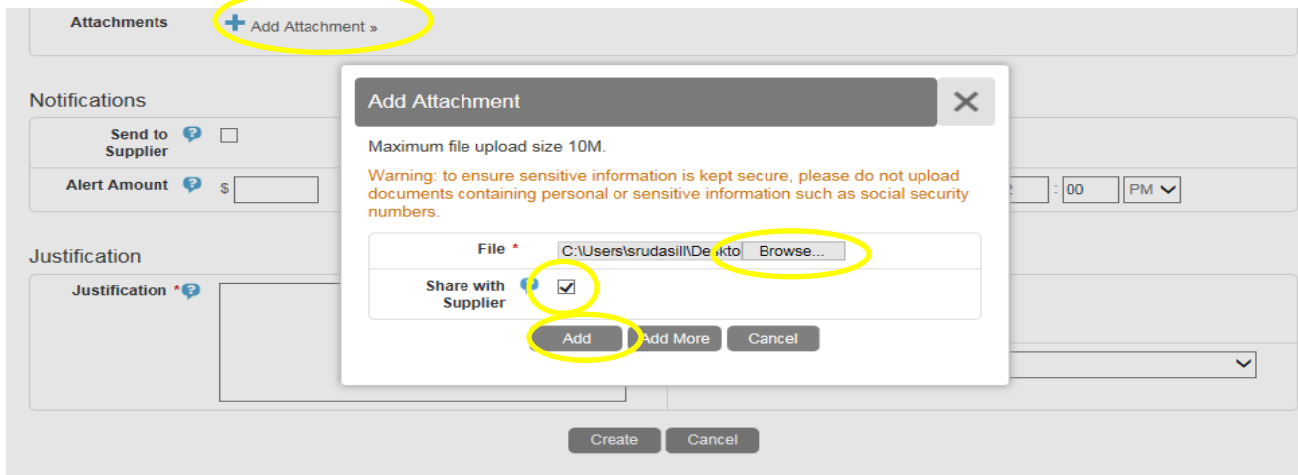 Attachments
Add Attachment »
Add Attachment
Maximum file upload size 10M.
Warning: to ensure sensitive information is kept secure, please do not upload
documents containing personal or sensitive information such as social security
numbers.
File *
C:\Users\srudasill\Deskto
Browse...
Share with
Supplier
Add
Add More
Cancel
Notifications
Send to
Supplier
Alert Amount
$
: 00
PM
Justification
Justification *
Create
Cancel